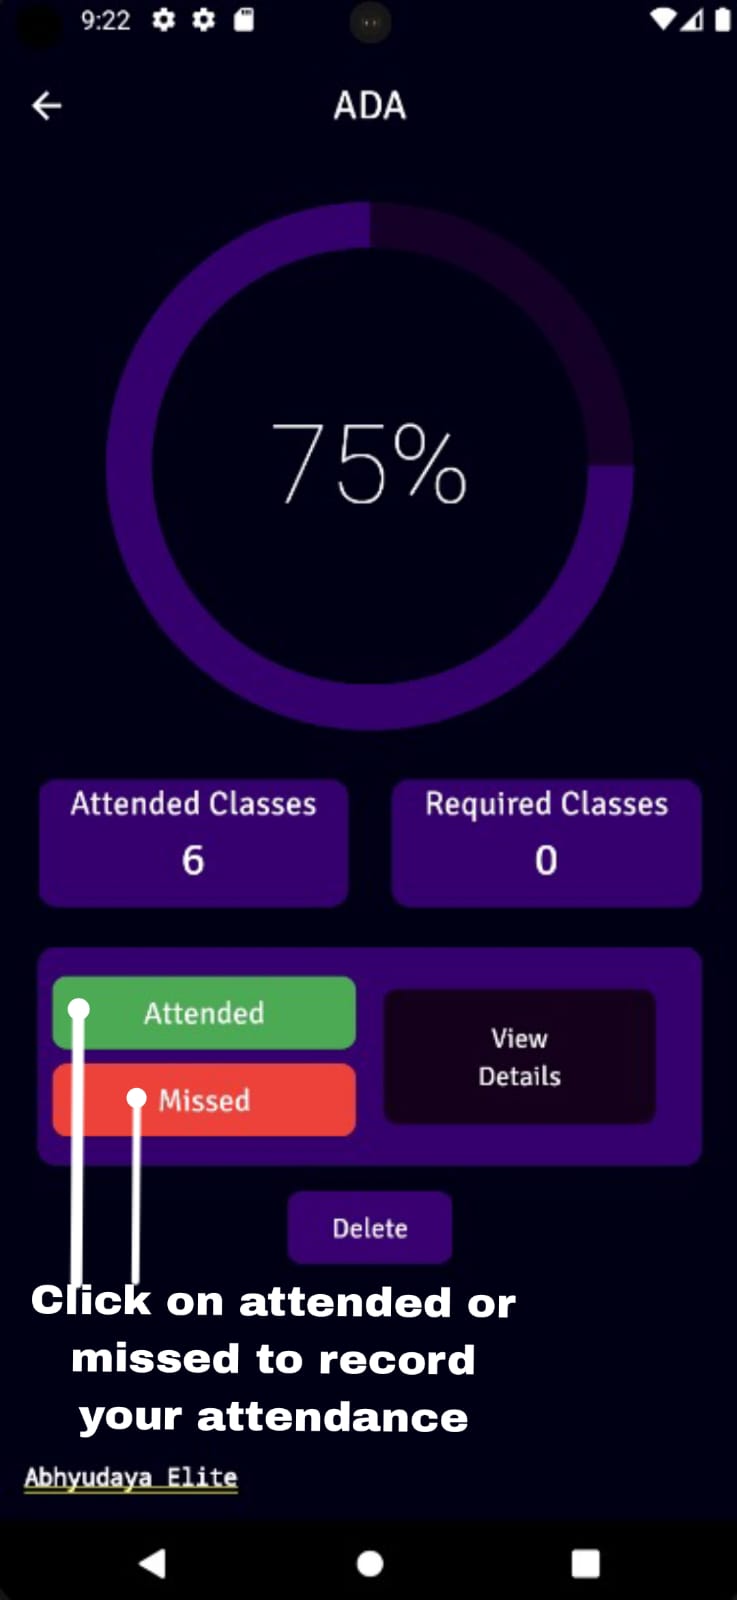 9:22
ADA
75%
Attended Classes
6
Required Classes
0
Attended
Missed
View
Details
Delete
Click on attended or
missed to record
your attendance
Abhyudaya Elite